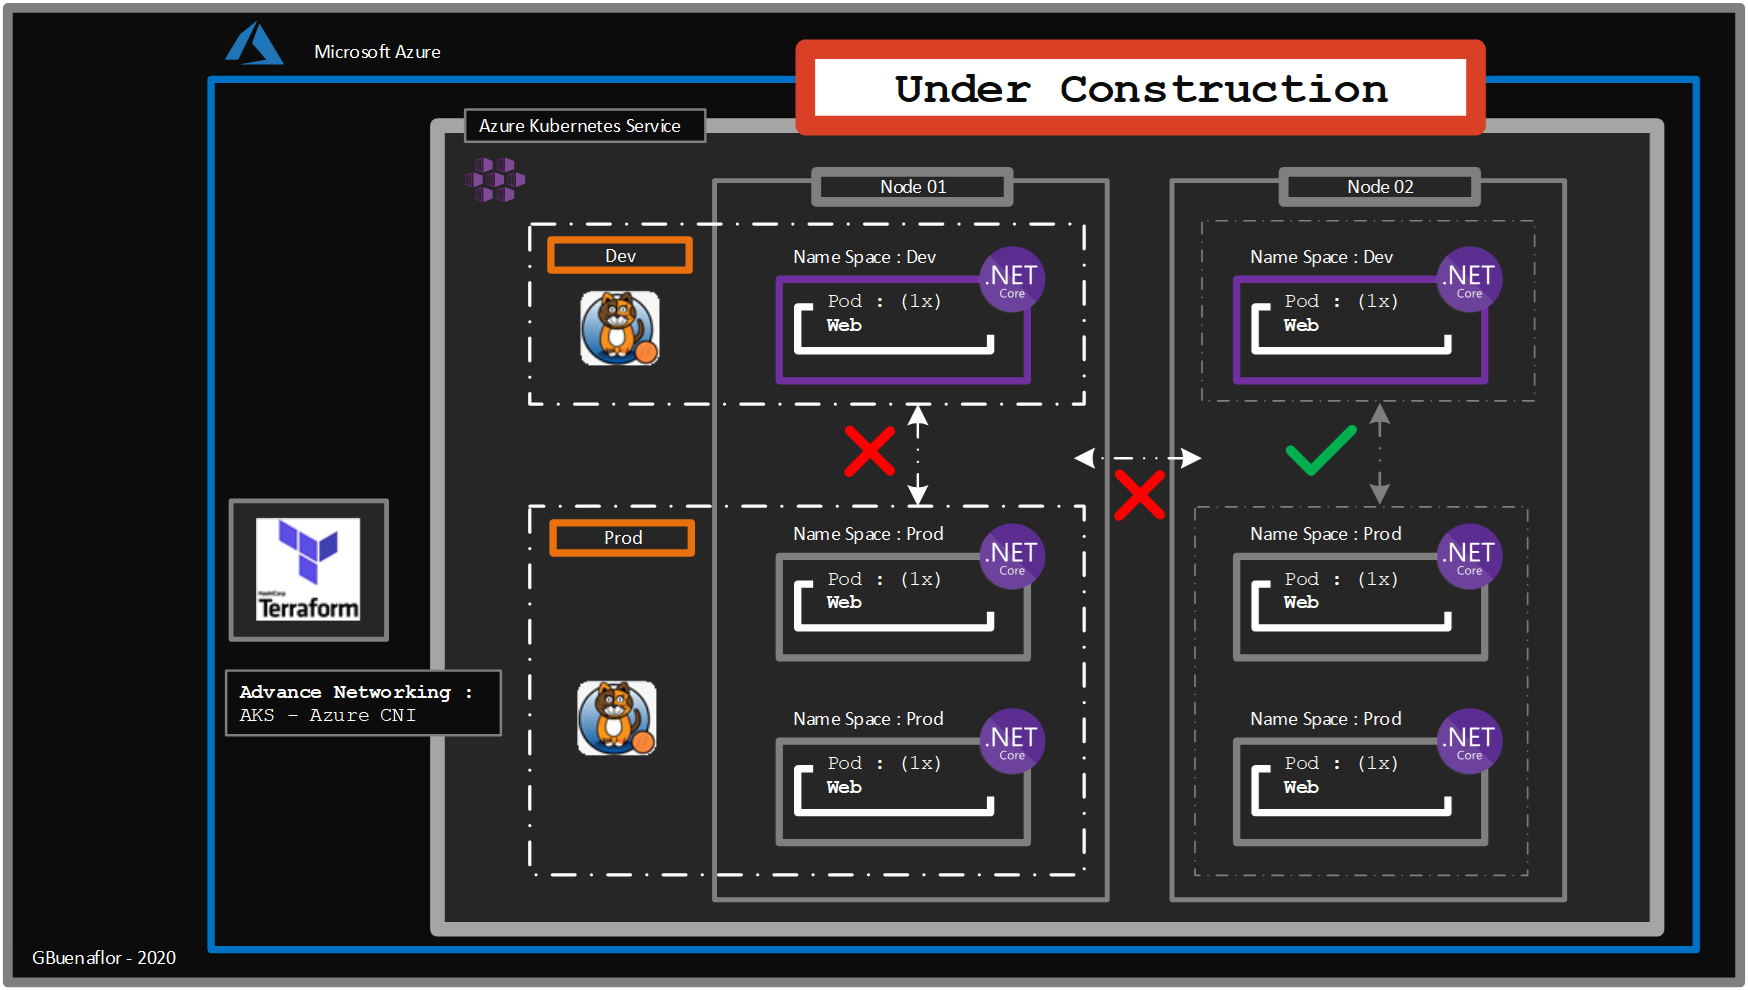 Microsoft Azure
Under Construction
Azure Kubernetes Service
Node 01
Node 02
Dev
Name Space : Dev
.NET
Core
Pod : (1x)
Web
Name Space : Dev
.NET
Core
Pod : (1x)
Web
Prod
Name Space : Prod
.NET
Core
Pod : (1x)
Web
Name Space : Prod
.NET
Core
Pod : (1x)
Web
HashiCorp
Terraform
Advance Networking :
AKS – Azure CNI
Name Space : Prod
.NET
Core
Pod : (1x)
Web
Name Space : Prod
.NET
Core
Pod : (1x)
Web
GBuenaflor - 2020